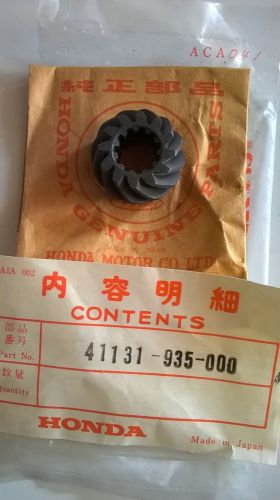 ACA041
純正部品
HONDA
GENUINE PARTS
MADE IN JAPAN
HONDA MOTOR CO.,LTD.
AIA 002
内容明細
CONTENTS
部品
番号
Part No.
41131-935-000
数量
Quantity
HONDA
Made in Japan